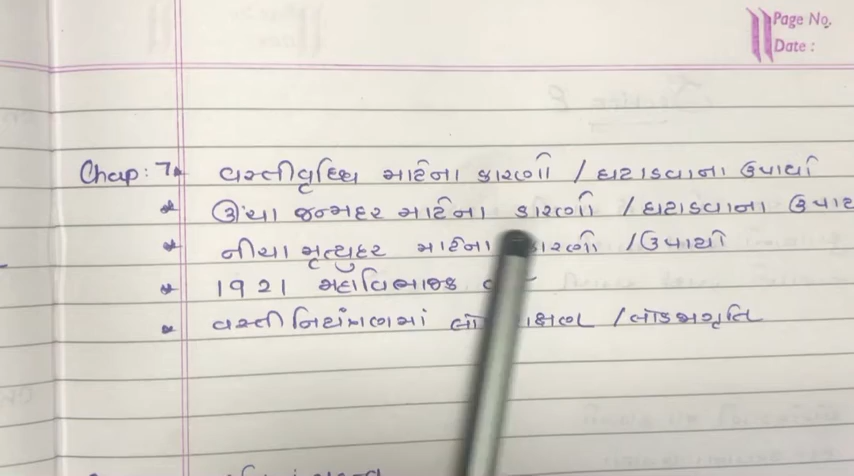 Page No.
Date :
Chap : 7 * વસ્તીવૃદ્ધિ માટેના કારણો / ઘટાડવાના ઉપાયો
* ઊંચા જન્મદર માટેના કારણો / ઘટાડવાના ઉપાય
* નીચા મૃત્યુદર માટેના કારણો / ઉપાયો
* 1921 મહાવિભાજક
* વસ્તી નિયંત્રણમાં / લોકજાગૃતિ